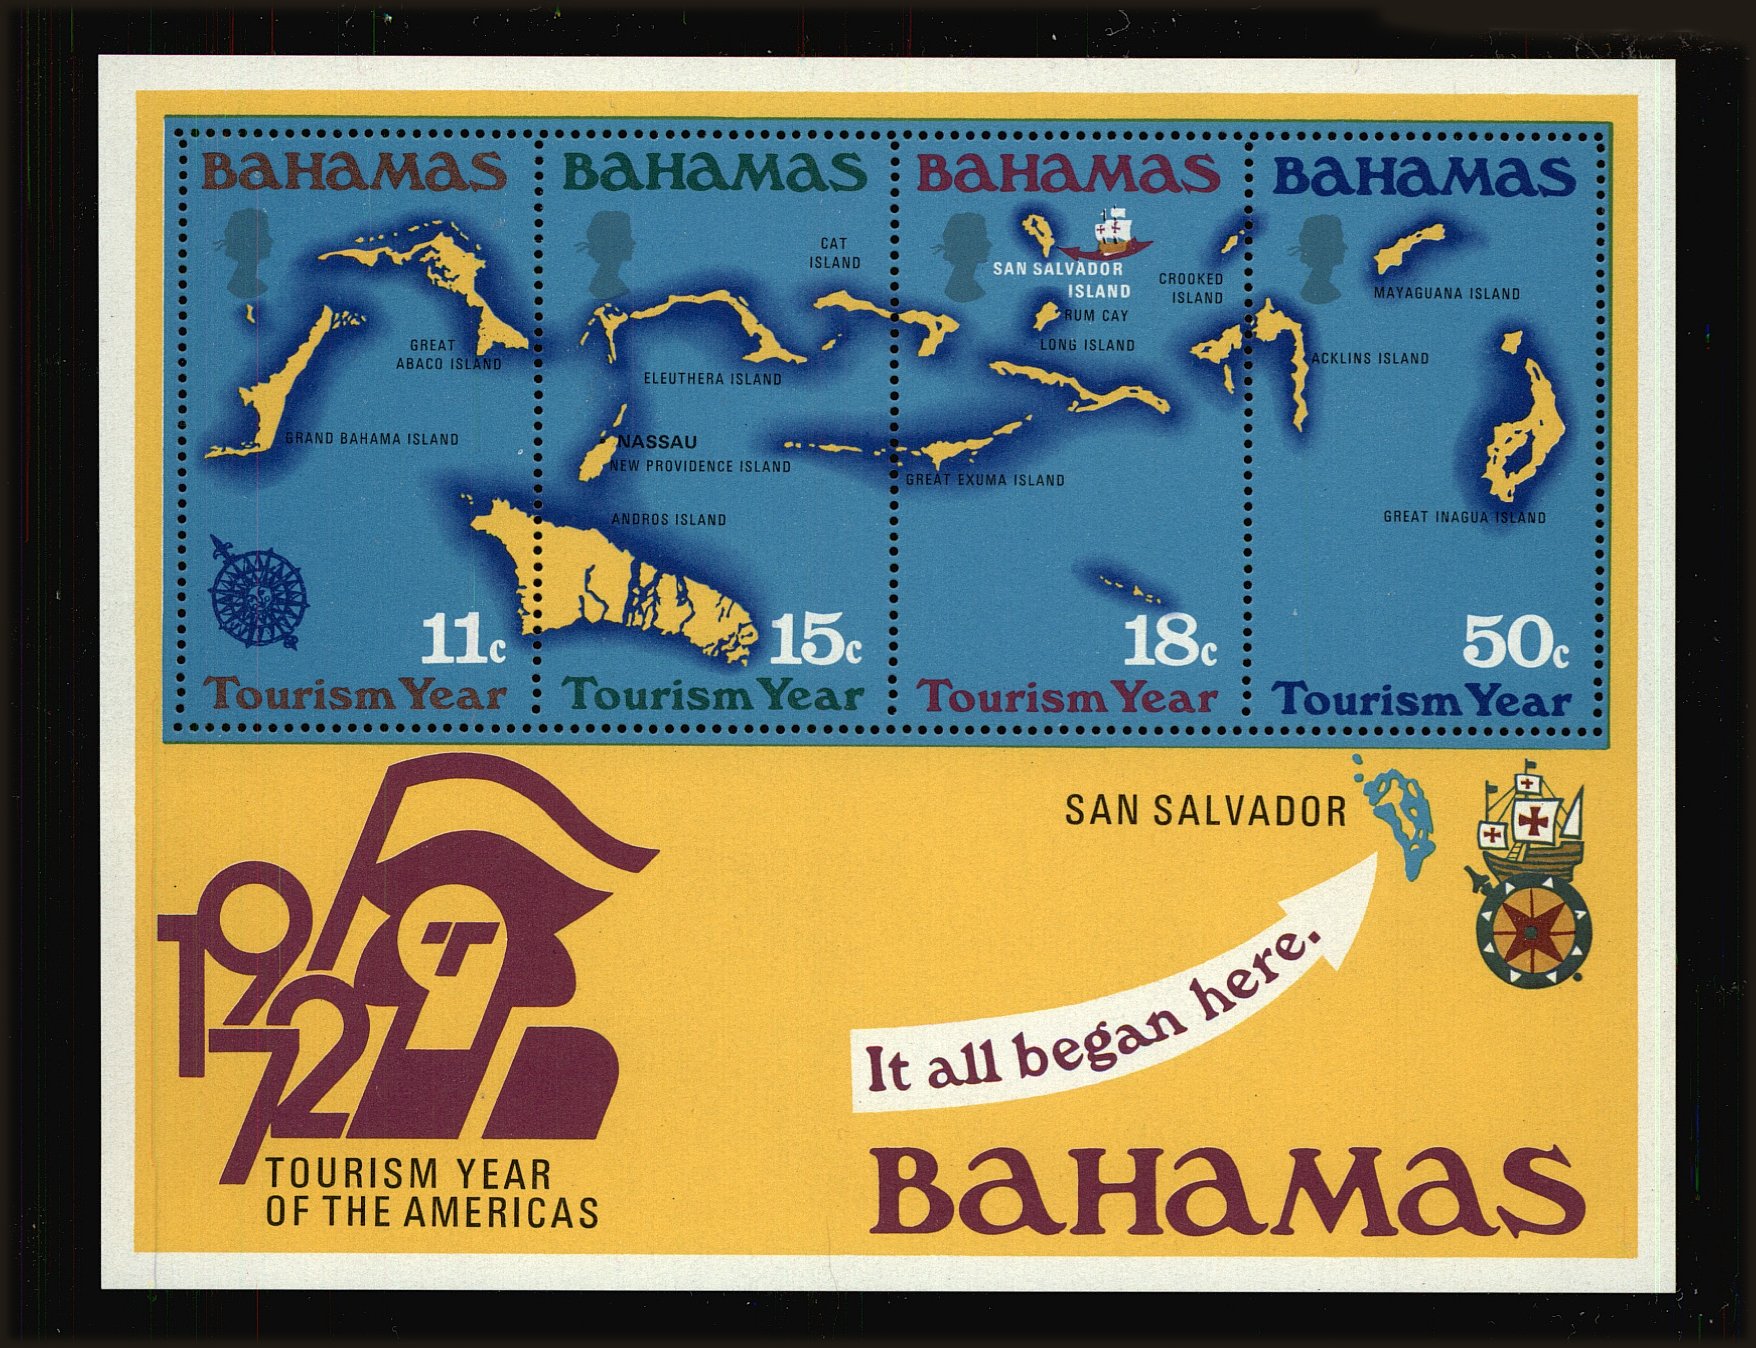 BAHAMAS
GREAT
ABACO ISLAND
GRAND BAHAMA ISLAND
11c
Tourism Year
BAHAMAS
CAT
ISLAND
ELEUTHERA ISLAND
NASSAU
NEW PROVIDENCE ISLAND
ANDROS ISLAND
15c
Tourism Year
BAHAMAS
SAN SALVADOR
ISLAND
CROOKED
ISLAND
RUM CAY
LONG ISLAND
GREAT EXUMA ISLAND
18c
Tourism Year
BAHAMAS
MAYAGUANA ISLAND
ACKLINS ISLAND
GREAT INAGUA ISLAND
50c
Tourism Year
1972
T
TOURISM YEAR
OF THE AMERICAS
SAN SALVADOR
It all began here.
BAHAMAS